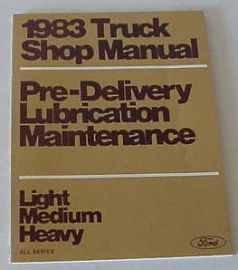 1983 Truck
Shop Manual
Pre-Delivery
Lubrication
Maintenance
Light
Medium
Heavy
ALL SERIES
Ford